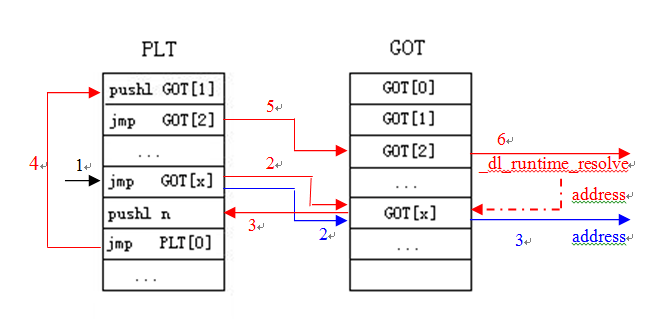 PLT GOT
pushl GOT[1] GOT[0]
5
jmp GOT[2] GOT[1]
6
... GOT[2]
4 1 2 _dl_runtime_resolve
jmp GOT[x] ...
address
pushl n GOT[x]
3 2 3 address
jmp PLT[0] ...
...